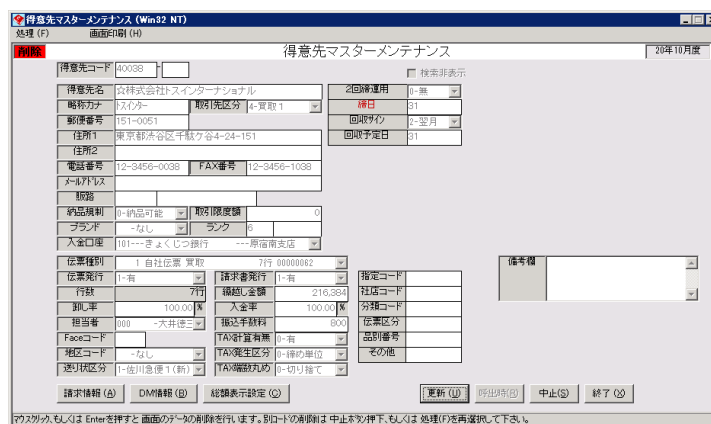 得意先マスターメンテナンス (Win32 NT)
処理(F) 画面印刷(H)
削除 得意先マスターメンテナンス 20年10月度
得意先コード 40038 - 検索非表示
得意先名 ☆株式会社トスインターナショナル 2回締運用 0-無
略称カナ トスインター 取引先区分 4-買取1 締日 31
郵便番号 151-0051 回収サイン 2-翌月
住所1 東京都渋谷区千駄ケ谷4-24-151 回収予定日 31
住所2
電話番号 12-3456-0038 FAX番号 12-3456-1038
メールアドレス
販路
納品規制 0-納品可能 取引限度額 0
ブランド -なし ランク 6
入金口座 101---きよくじつ銀行 ---原宿南支店
伝票種別 1 自社伝票 買取 7行 00000062 備考欄
伝票発行 1-有 請求書発行 1-有 指定コード
行数 7行 繰越し金額 216,384 社店コード
卸し率 100.00 % 入金率 100.00 % 分類コード
担当者 000 -大井徳三 振込手数料 800 伝票区分
Faceコード TAX計算有無 0-有 品別番号
地区コード -なし TAX発生区分 0-締め単位 その他
送り状区分 1-佐川急便1(新) TAX端数丸め 0-切り捨て
請求情報(A) DM情報(B) 総額表示設定(C) 更新(U) 呼出時(R) 中止(S) 終了(X)
マウスクリック、もしくは Enterを押すと 画面のデータの削除を行います。別コードの削除は 中止ボタン押下、もしくは 処理(F)を再選択して下さい。